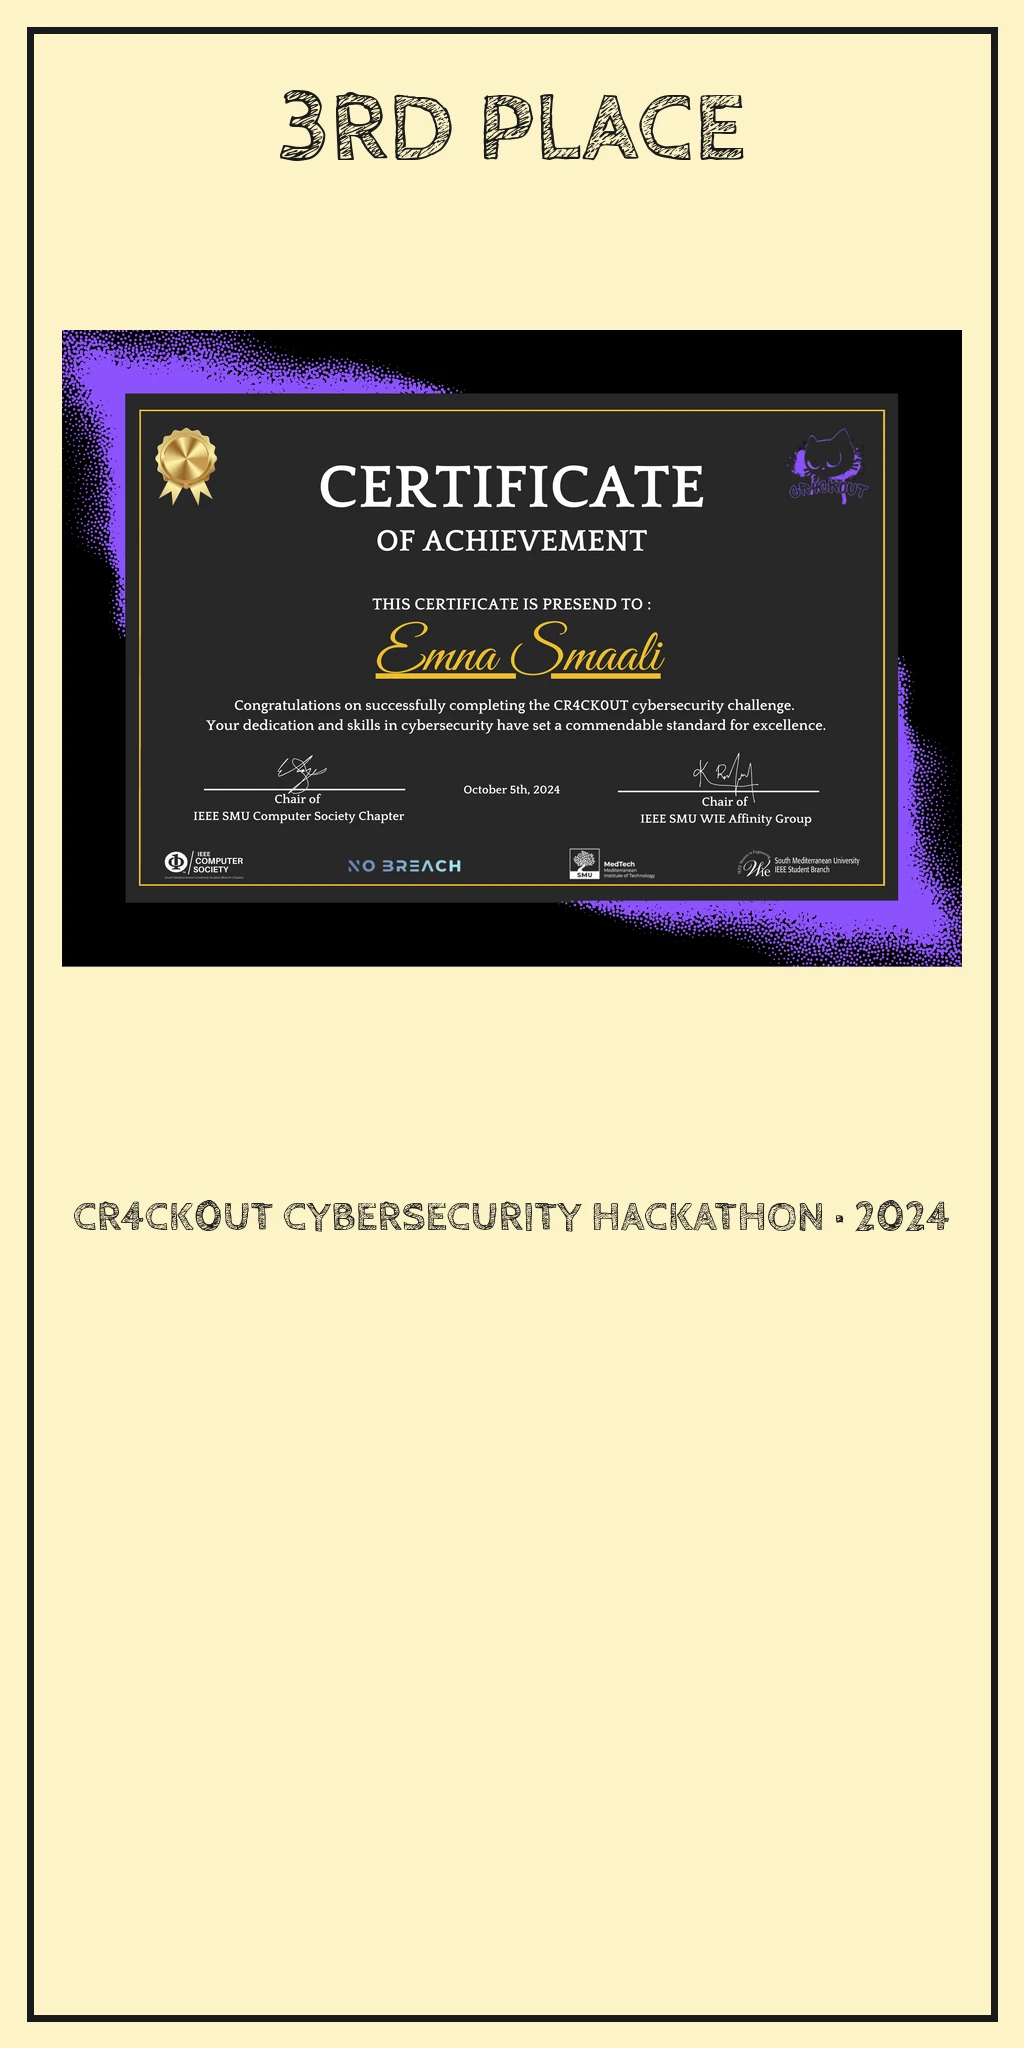 3RD PLACE
CR4CKOUT
CERTIFICATE
OF ACHIEVEMENT
THIS CERTIFICATE IS PRESEND TO :
Emna Smaali
Congratulations on successfully completing the CR4CK0UT cybersecurity challenge.
Your dedication and skills in cybersecurity have set a commendable standard for excellence.
October 5th, 2024
Chair of
IEEE SMU Computer Society Chapter
Chair of
IEEE SMU WIE Affinity Group
IEEE
COMPUTER
SOCIETY
NO BREACH
SMU
MedTech
Mediterranean
Institute of Technology
Wie
South Mediterranean University
IEEE Student Branch
CR4CKOUT CYBERSECURITY HACKATHON · 2024